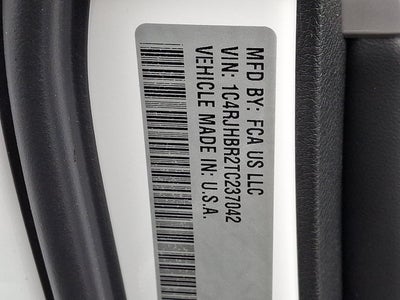 MFD BY: FCA US LLC
VIN: 1C4RJHBR2TC237042
VEHICLE MADE IN: U.S.A.